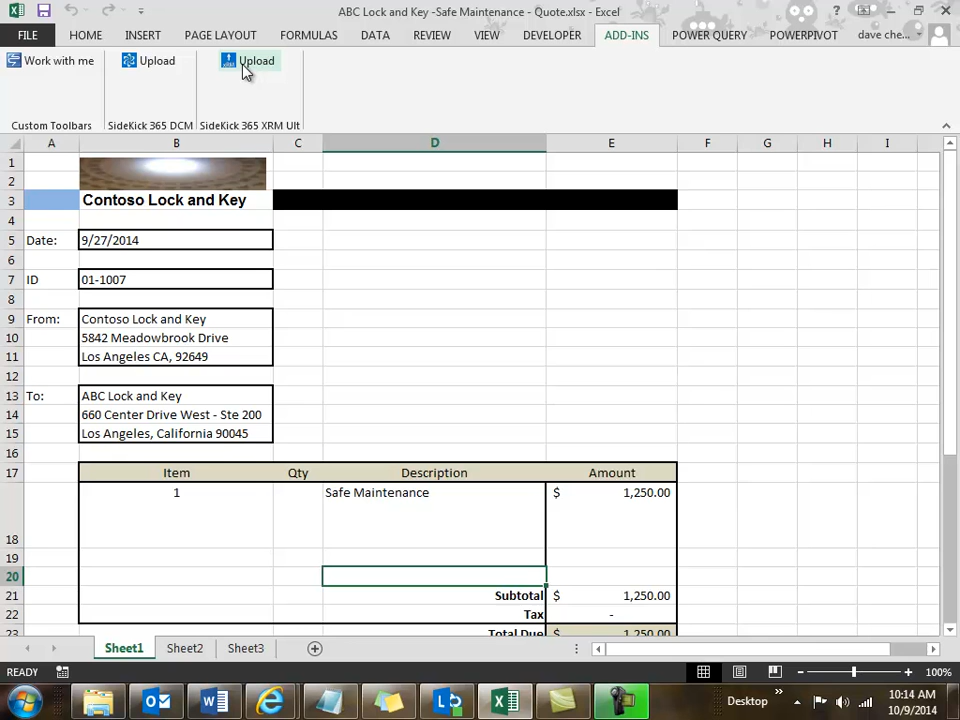 ABC Lock and Key -Safe Maintenance - Quote.xlsx - Excel
FILE HOME INSERT PAGE LAYOUT FORMULAS DATA REVIEW VIEW DEVELOPER ADD-INS POWER QUERY POWERPIVOT dave che...
Work with me Upload Upload
Custom Toolbars SideKick 365 DCM SideKick 365 XRM Ult
A B C D E F G H I
1
2
3 Contoso Lock and Key
4
5 Date: 9/27/2014
6
7 ID 01-1007
8
9 From: Contoso Lock and Key
10 5842 Meadowbrook Drive
11 Los Angeles CA, 92649
12
13 To: ABC Lock and Key
14 660 Center Drive West - Ste 200
15 Los Angeles, California 90045
16
17 Item Qty Description Amount
1 Safe Maintenance $ 1,250.00
18
19
20
21 Subtotal $ 1,250.00
22 Tax -
23 Total Due $ 1,250.00
Sheet1 Sheet2 Sheet3
READY 100%
Desktop 10:14 AM
10/9/2014